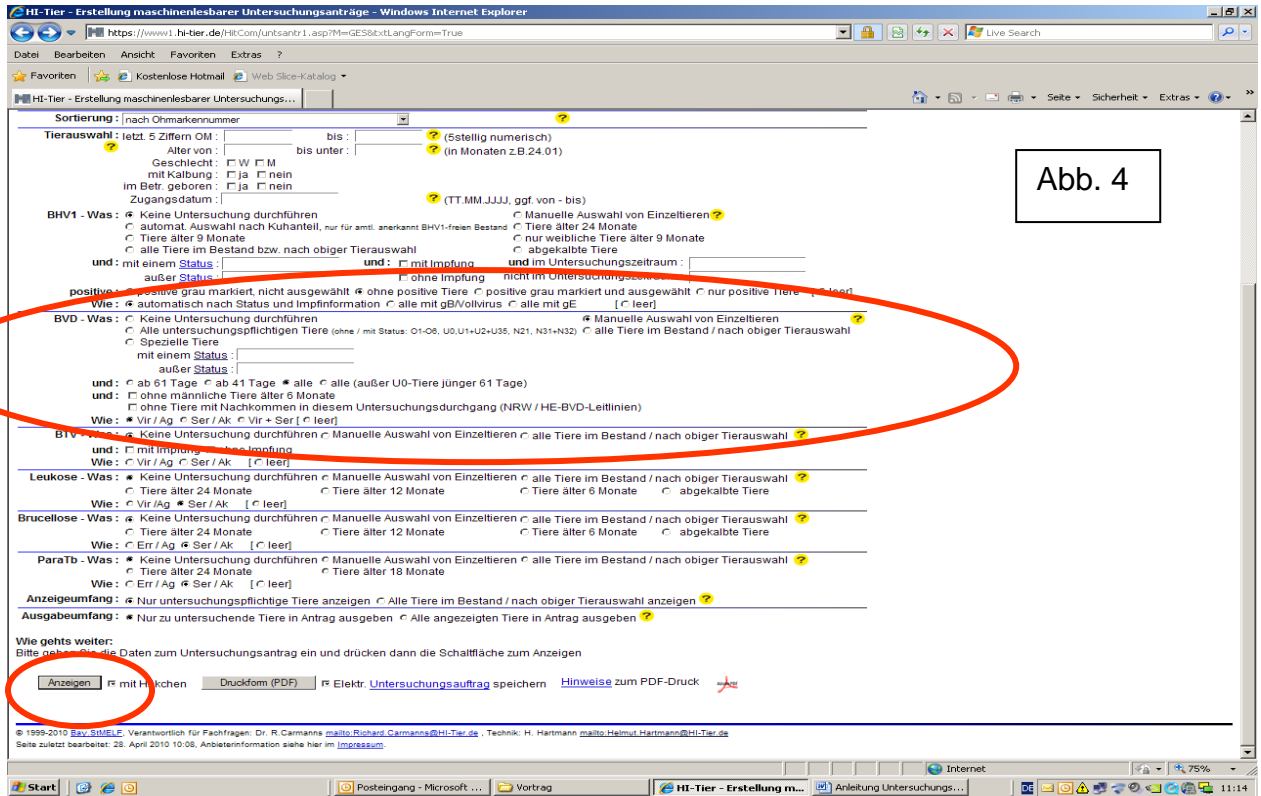 HI-Tier - Erstellung maschinenlesbarer Untersuchungsanträge - Windows Internet Explorer
https://www1.hi-tier.de/HitCom/untsantr1.asp?M=GES&txtLangForm=True
Live Search
Datei Bearbeiten Ansicht Favoriten Extras ?
Favoriten Kostenlose Hotmail Web Slice-Katalog
HI-Tier - Erstellung maschinenlesbarer Untersuchungs... Seite Sicherheit Extras »
Sortierung : nach Ohrmarkennummer ?
Abb. 4
Tierauswahl : letzt. 5 Ziffern OM : bis : ? (5stellig numerisch)
? Alter von : bis unter : ? (in Monaten z.B.24.01)
Geschlecht : W M
mit Kalbung : ja nein
im Betr. geboren : ja nein
Zugangsdatum : ? (TT.MM.JJJJ, ggf. von - bis)
BHV1 - Was : Keine Untersuchung durchführen Manuelle Auswahl von Einzeltieren ?
automat. Auswahl nach Kuhanteil, nur für amtl. anerkannt BHV1-freien Bestand Tiere älter 24 Monate
Tiere älter 9 Monate nur weibliche Tiere älter 9 Monate
alle Tiere im Bestand bzw. nach obiger Tierauswahl abgekalbte Tiere
und : mit einem Status : und : mit Impfung und im Untersuchungszeitraum :
außer Status : ohne Impfung nicht im Untersuchungszeitraum :
positive : positive grau markiert, nicht ausgewählt ohne positive Tiere positive grau markiert und ausgewählt nur positive Tiere [ leer]
Wie : automatisch nach Status und Impfinformation alle mit gB/Vollvirus alle mit gE [ leer]
BVD - Was : Keine Untersuchung durchführen Manuelle Auswahl von Einzeltieren ?
Alle untersuchungspflichtigen Tiere (ohne / mit Status: O1-O6, U0,U1+U2+U35, N21, N31+N32) alle Tiere im Bestand / nach obiger Tierauswahl
Spezielle Tiere
mit einem Status :
außer Status :
und : ab 61 Tage ab 41 Tage alle alle (außer U0-Tiere jünger 61 Tage)
und : ohne männliche Tiere älter 6 Monate
ohne Tiere mit Nachkommen in diesem Untersuchungsdurchgang (NRW / HE-BVD-Leitlinien)
Wie : Vir / Ag Ser / Ak Vir + Ser [ leer]
BTV - Was : Keine Untersuchung durchführen Manuelle Auswahl von Einzeltieren alle Tiere im Bestand / nach obiger Tierauswahl ?
und : mit Impfung ohne Impfung
Wie : Vir / Ag Ser / Ak [ leer]
Leukose - Was : Keine Untersuchung durchführen Manuelle Auswahl von Einzeltieren alle Tiere im Bestand / nach obiger Tierauswahl ?
Tiere älter 24 Monate Tiere älter 12 Monate Tiere älter 6 Monate abgekalbte Tiere
Wie : Vir /Ag Ser / Ak [ leer]
Brucellose - Was : Keine Untersuchung durchführen Manuelle Auswahl von Einzeltieren alle Tiere im Bestand / nach obiger Tierauswahl ?
Tiere älter 24 Monate Tiere älter 12 Monate Tiere älter 6 Monate abgekalbte Tiere
Wie : Err / Ag Ser / Ak [ leer]
ParaTb - Was : Keine Untersuchung durchführen Manuelle Auswahl von Einzeltieren alle Tiere im Bestand / nach obiger Tierauswahl ?
Tiere älter 24 Monate Tiere älter 18 Monate
Wie : Err / Ag Ser / Ak [ leer]
Anzeigeumfang : Nur untersuchungspflichtige Tiere anzeigen Alle Tiere im Bestand / nach obiger Tierauswahl anzeigen ?
Ausgabeumfang : Nur zu untersuchende Tiere in Antrag ausgeben Alle angezeigten Tiere in Antrag ausgeben ?
Wie gehts weiter:
Bitte geben Sie die Daten zum Untersuchungsantrag ein und drücken dann die Schaltfläche zum Anzeigen
Anzeigen mit Häkchen Druckform (PDF) Elektr. Untersuchungsauftrag speichern Hinweise zum PDF-Druck
© 1999-2010 Bay.StMELF, Verantwortlich für Fachfragen: Dr. R.Carmanns mailto:Richard.Carmanns@HI-Tier.de , Technik: H. Hartmann mailto:Helmut.Hartmann@HI-Tier.de
Seite zuletzt bearbeitet: 28. April 2010 10:08, Anbieterinformation siehe hier im Impressum.
Internet 75%
Start Posteingang - Microsoft ... Vortrag HI-Tier - Erstellung m... Anleitung Untersuchungs... DE 11:14